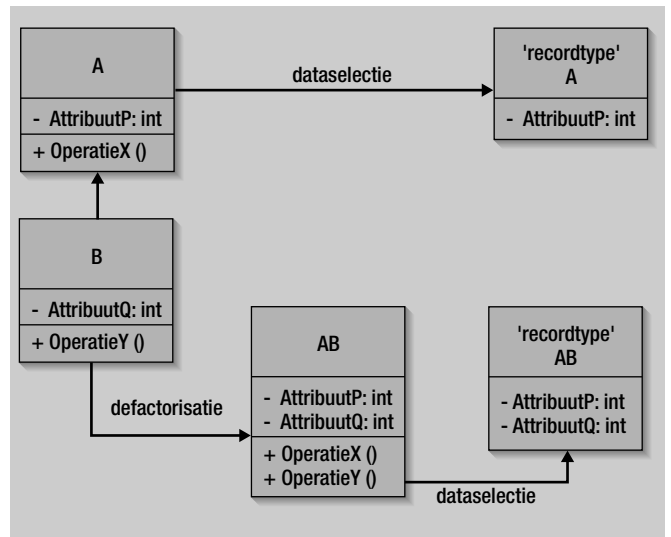 A
- AttribuutP: int
+ OperatieX ()
dataselectie
'recordtype'
A
- AttribuutP: int
B
- AttribuutQ: int
+ OperatieY ()
defactorisatie
AB
- AttribuutP: int
- AttribuutQ: int
+ OperatieX ()
+ OperatieY ()
dataselectie
'recordtype'
AB
- AttribuutP: int
- AttribuutQ: int